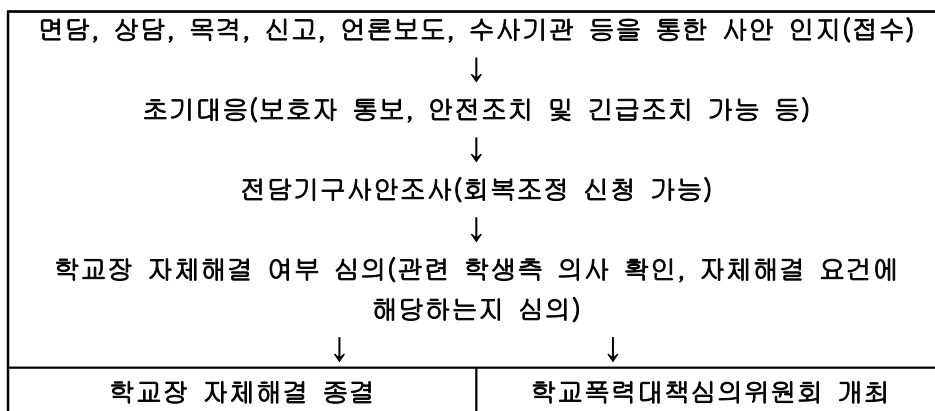 면담, 상담, 목격, 신고, 언론보도, 수사기관 등을 통한 사안 인지(접수)
↓
초기대응(보호자 통보, 안전조치 및 긴급조치 가능 등)
↓
전담기구사안조사(회복조정 신청 가능)
↓
학교장 자체해결 여부 심의(관련 학생측 의사 확인, 자체해결 요건에
해당하는지 심의)
↓ ↓
학교장 자체해결 종결 학교폭력대책심의위원회 개최